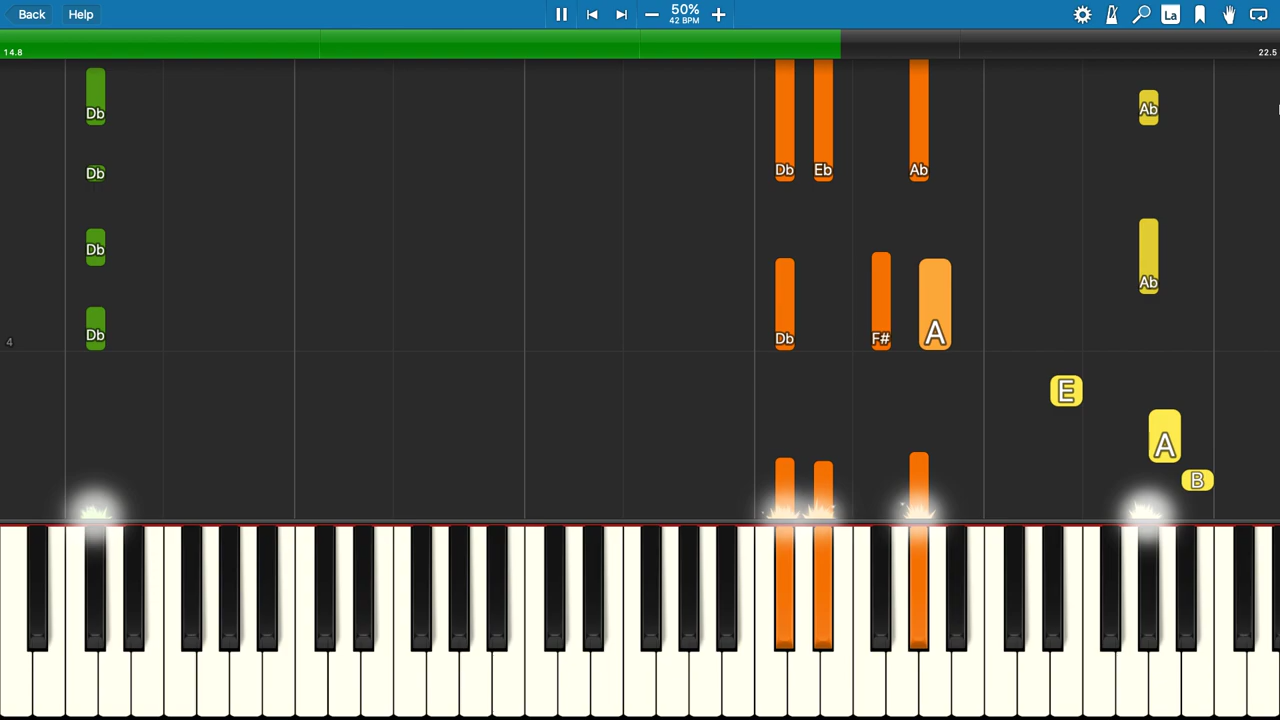 Back Help 50% La
42 BPM
14.8 22.5
Db Ab
Db Db Eb Ab
Db
Ab
Db Db F# A
4
E
A
B